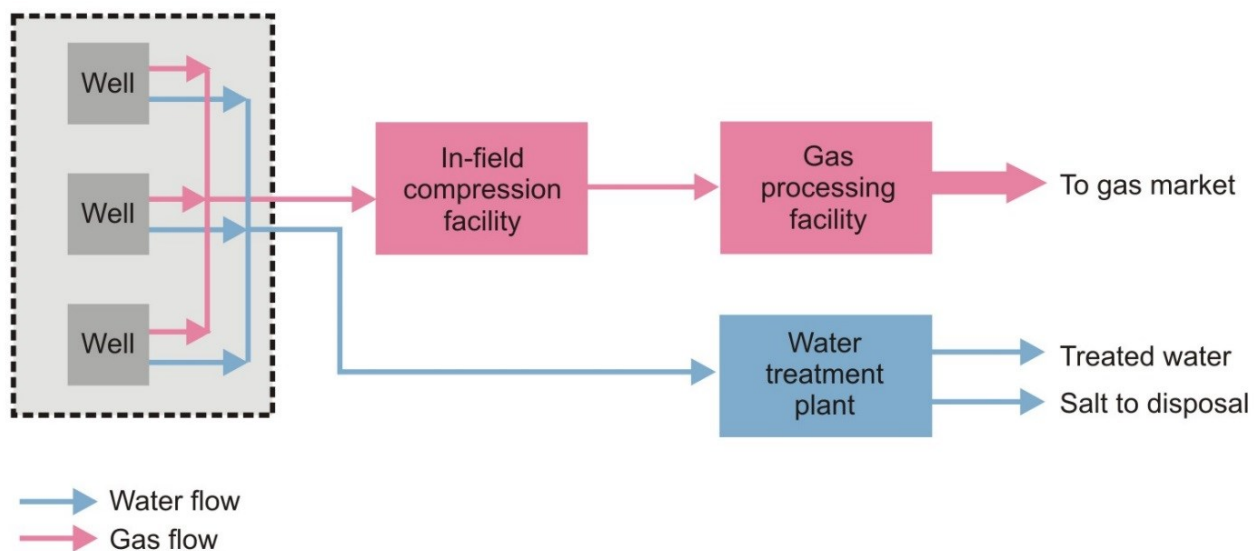 Well
Well
Well
In-field
compression
facility
Gas
processing
facility
To gas market
Water
treatment
plant
Treated water
Salt to disposal
Water flow
Gas flow